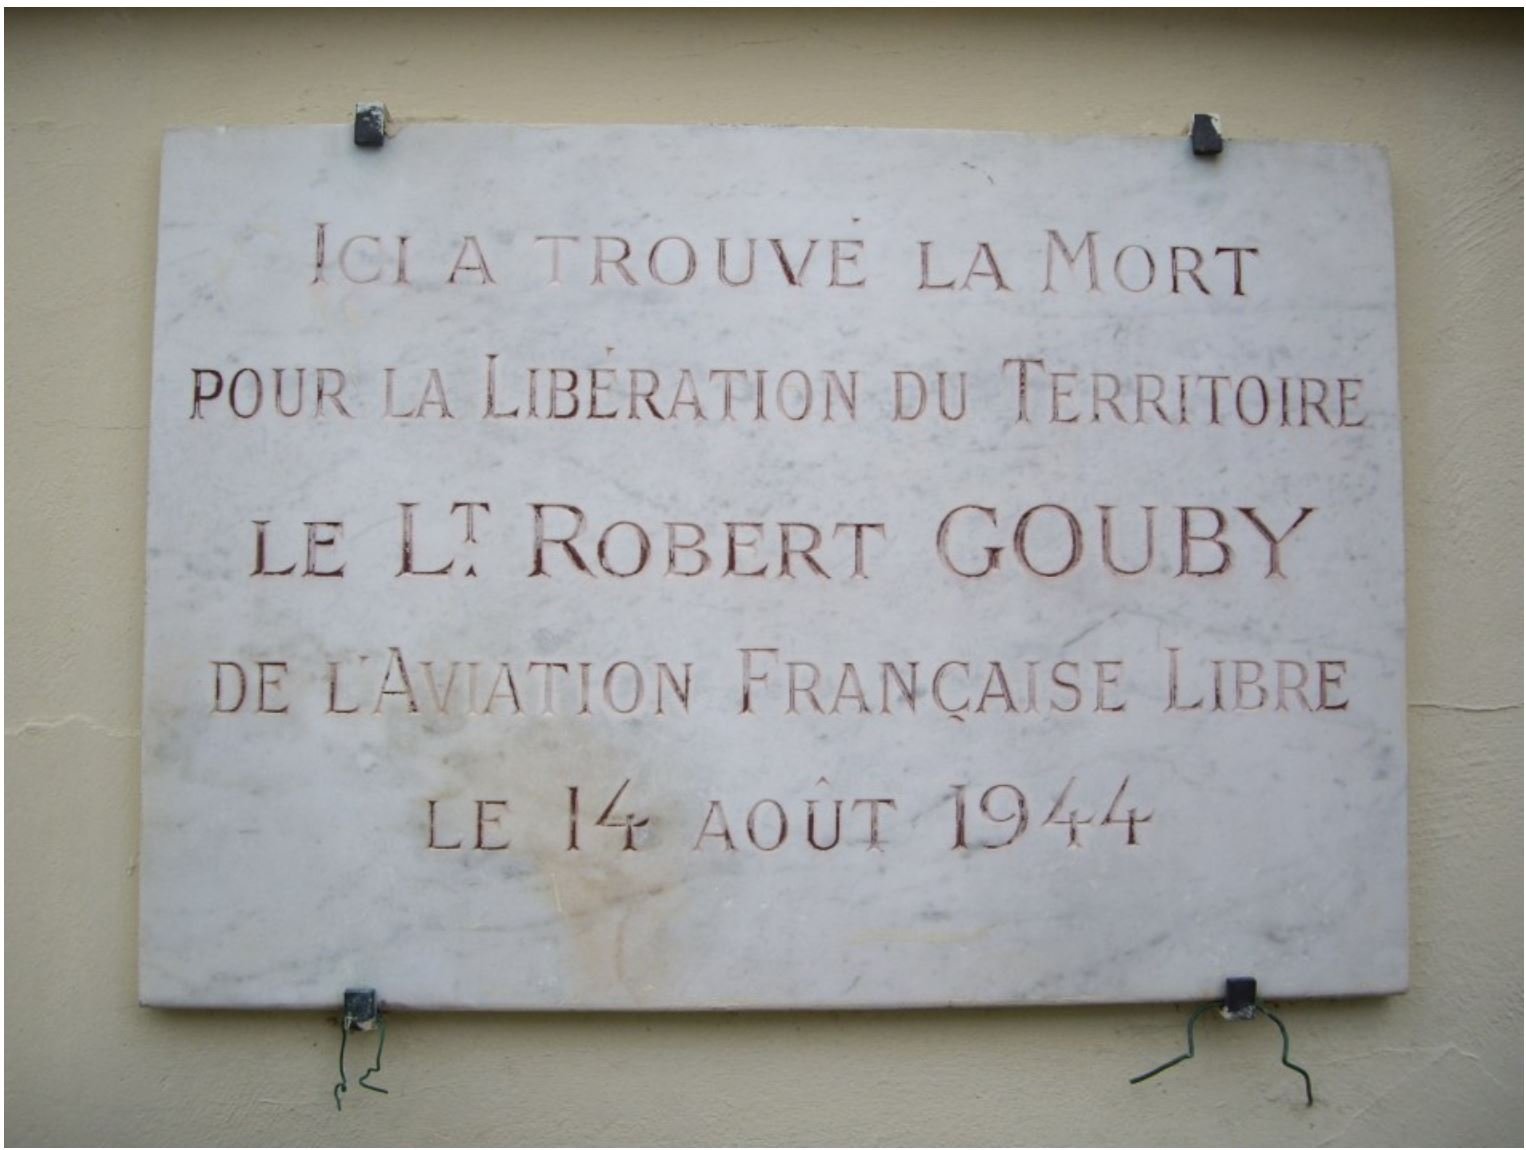 ICI A TROUVÉ LA MORT
POUR LA LIBÉRATION DU TERRITOIRE
LE LT. ROBERT GOUBY
DE L'AVIATION FRANÇAISE LIBRE
LE 14 AOÛT 1944